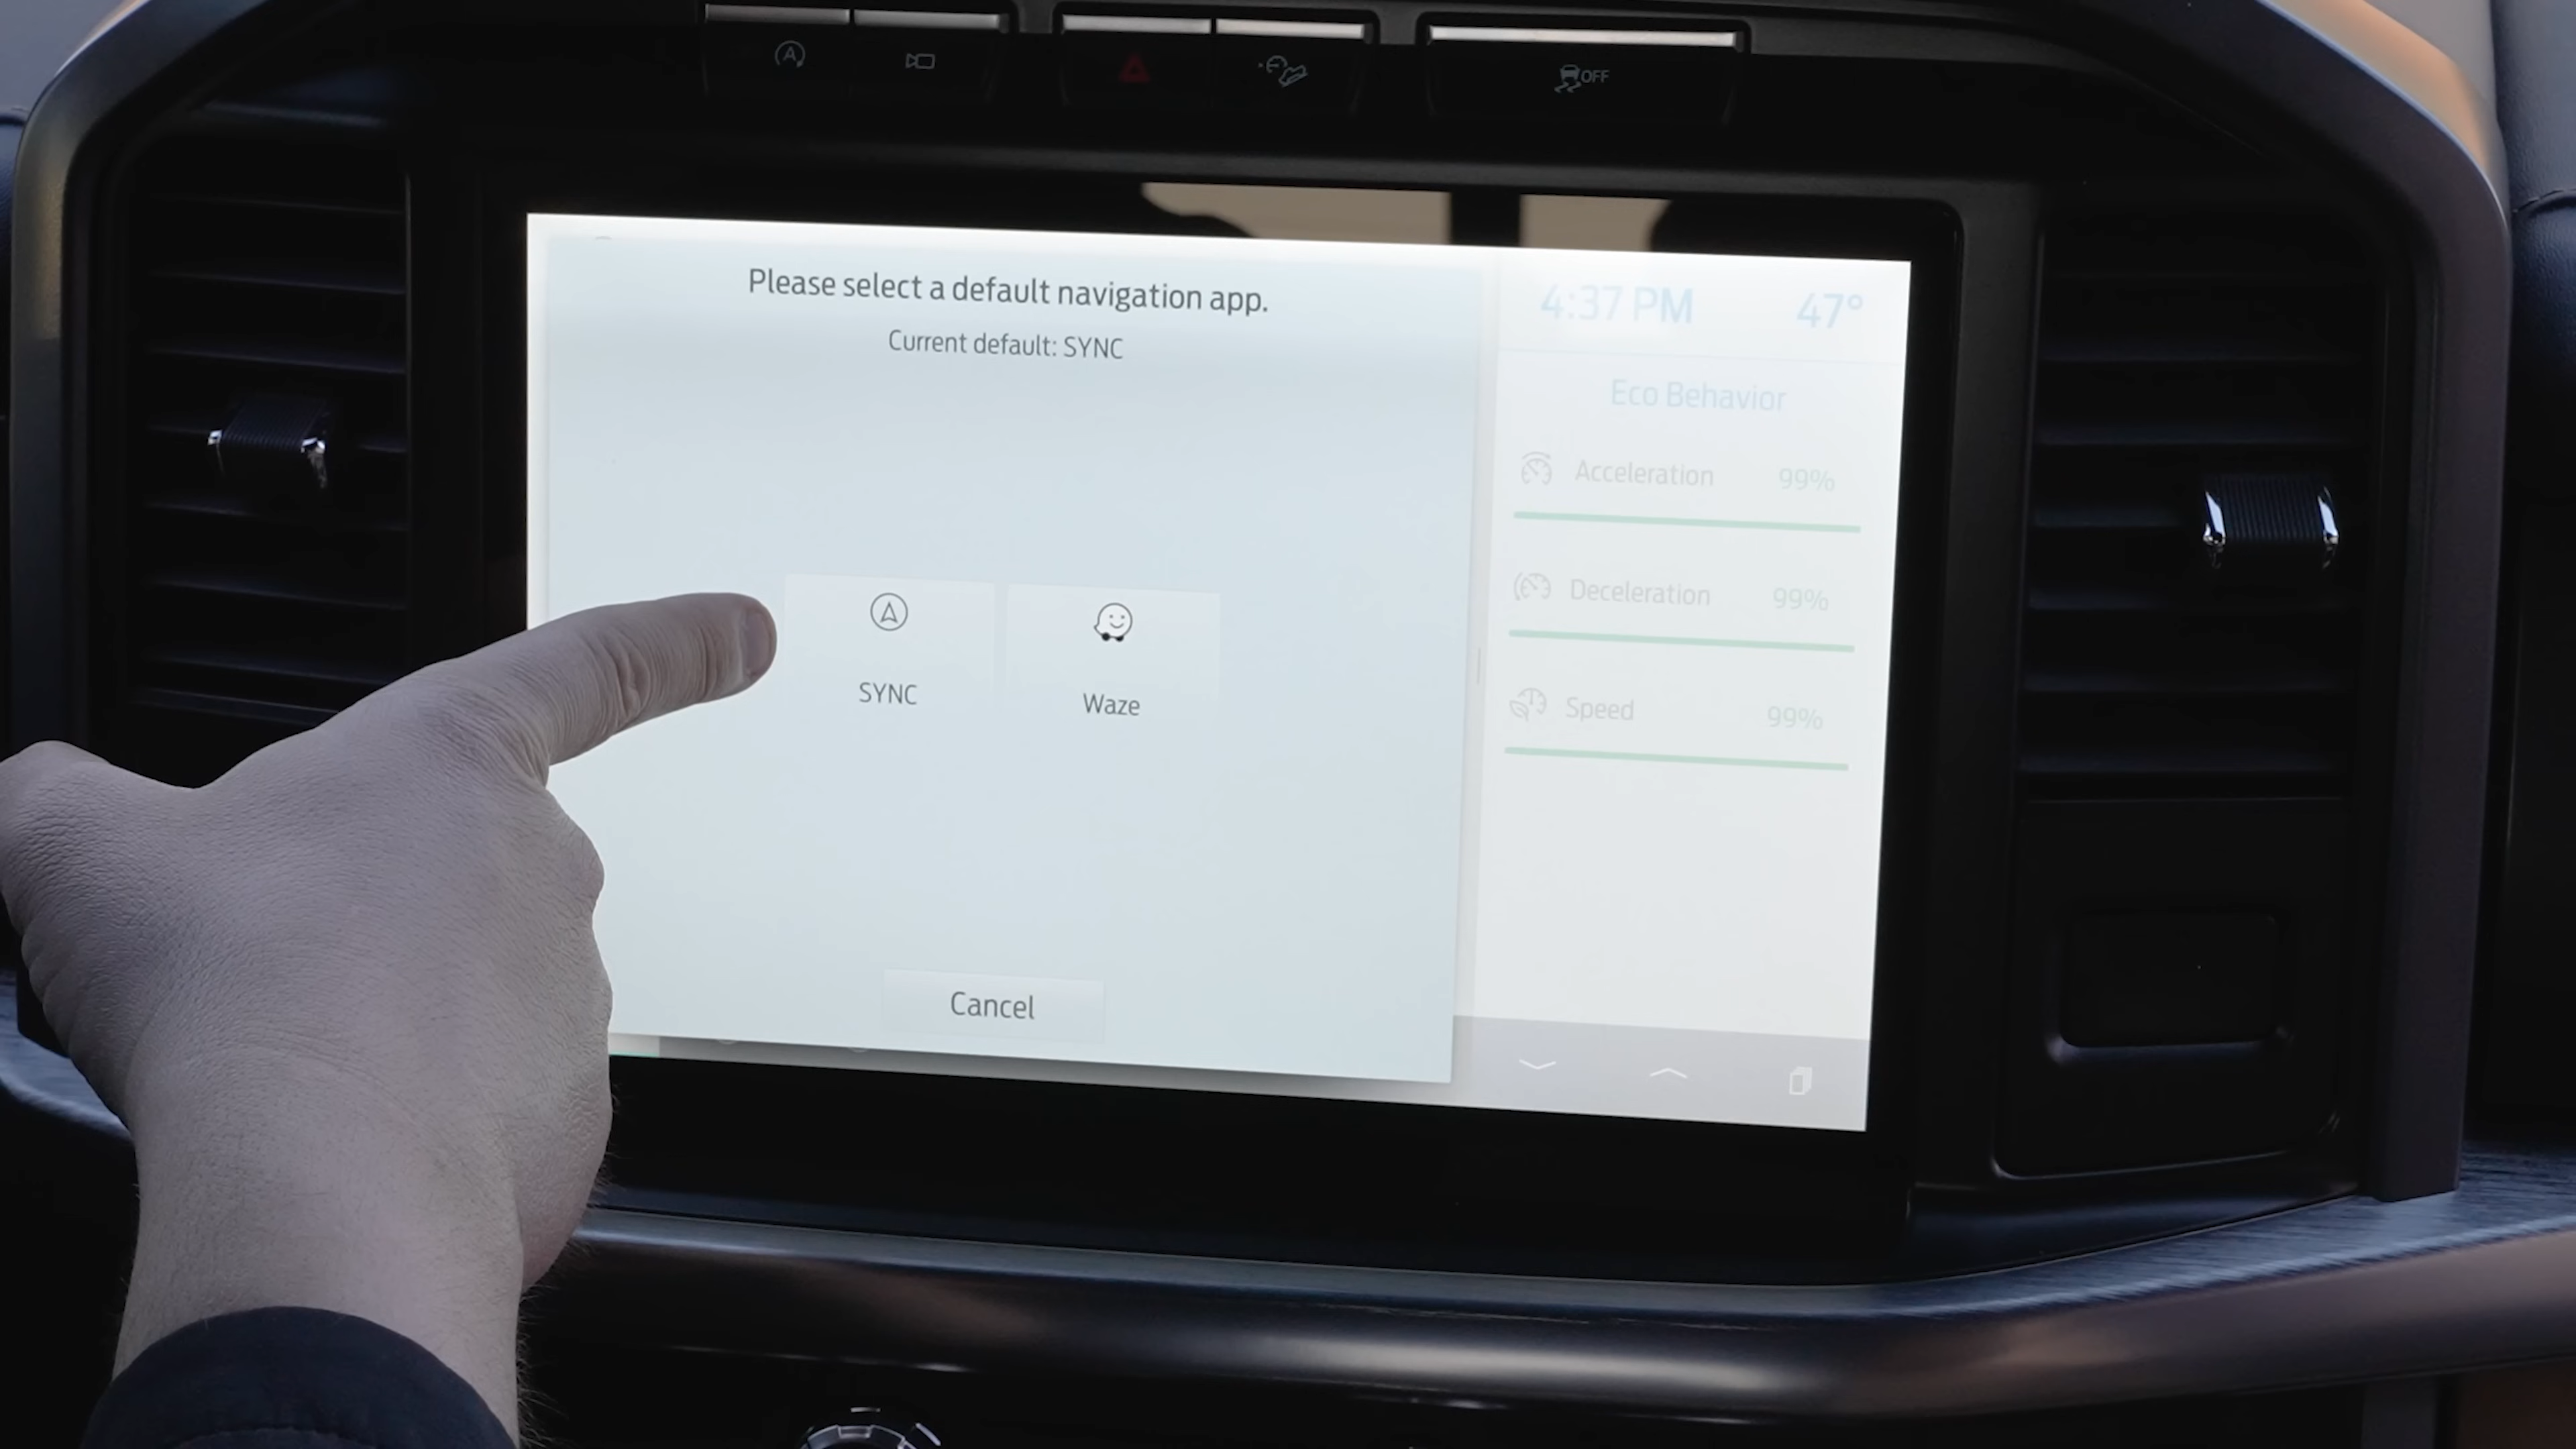 OFF
Please select a default navigation app.
Current default: SYNC
SYNC
Waze
Cancel
4:37 PM 47°
Eco Behavior
Acceleration 99%
Deceleration 99%
Speed 99%